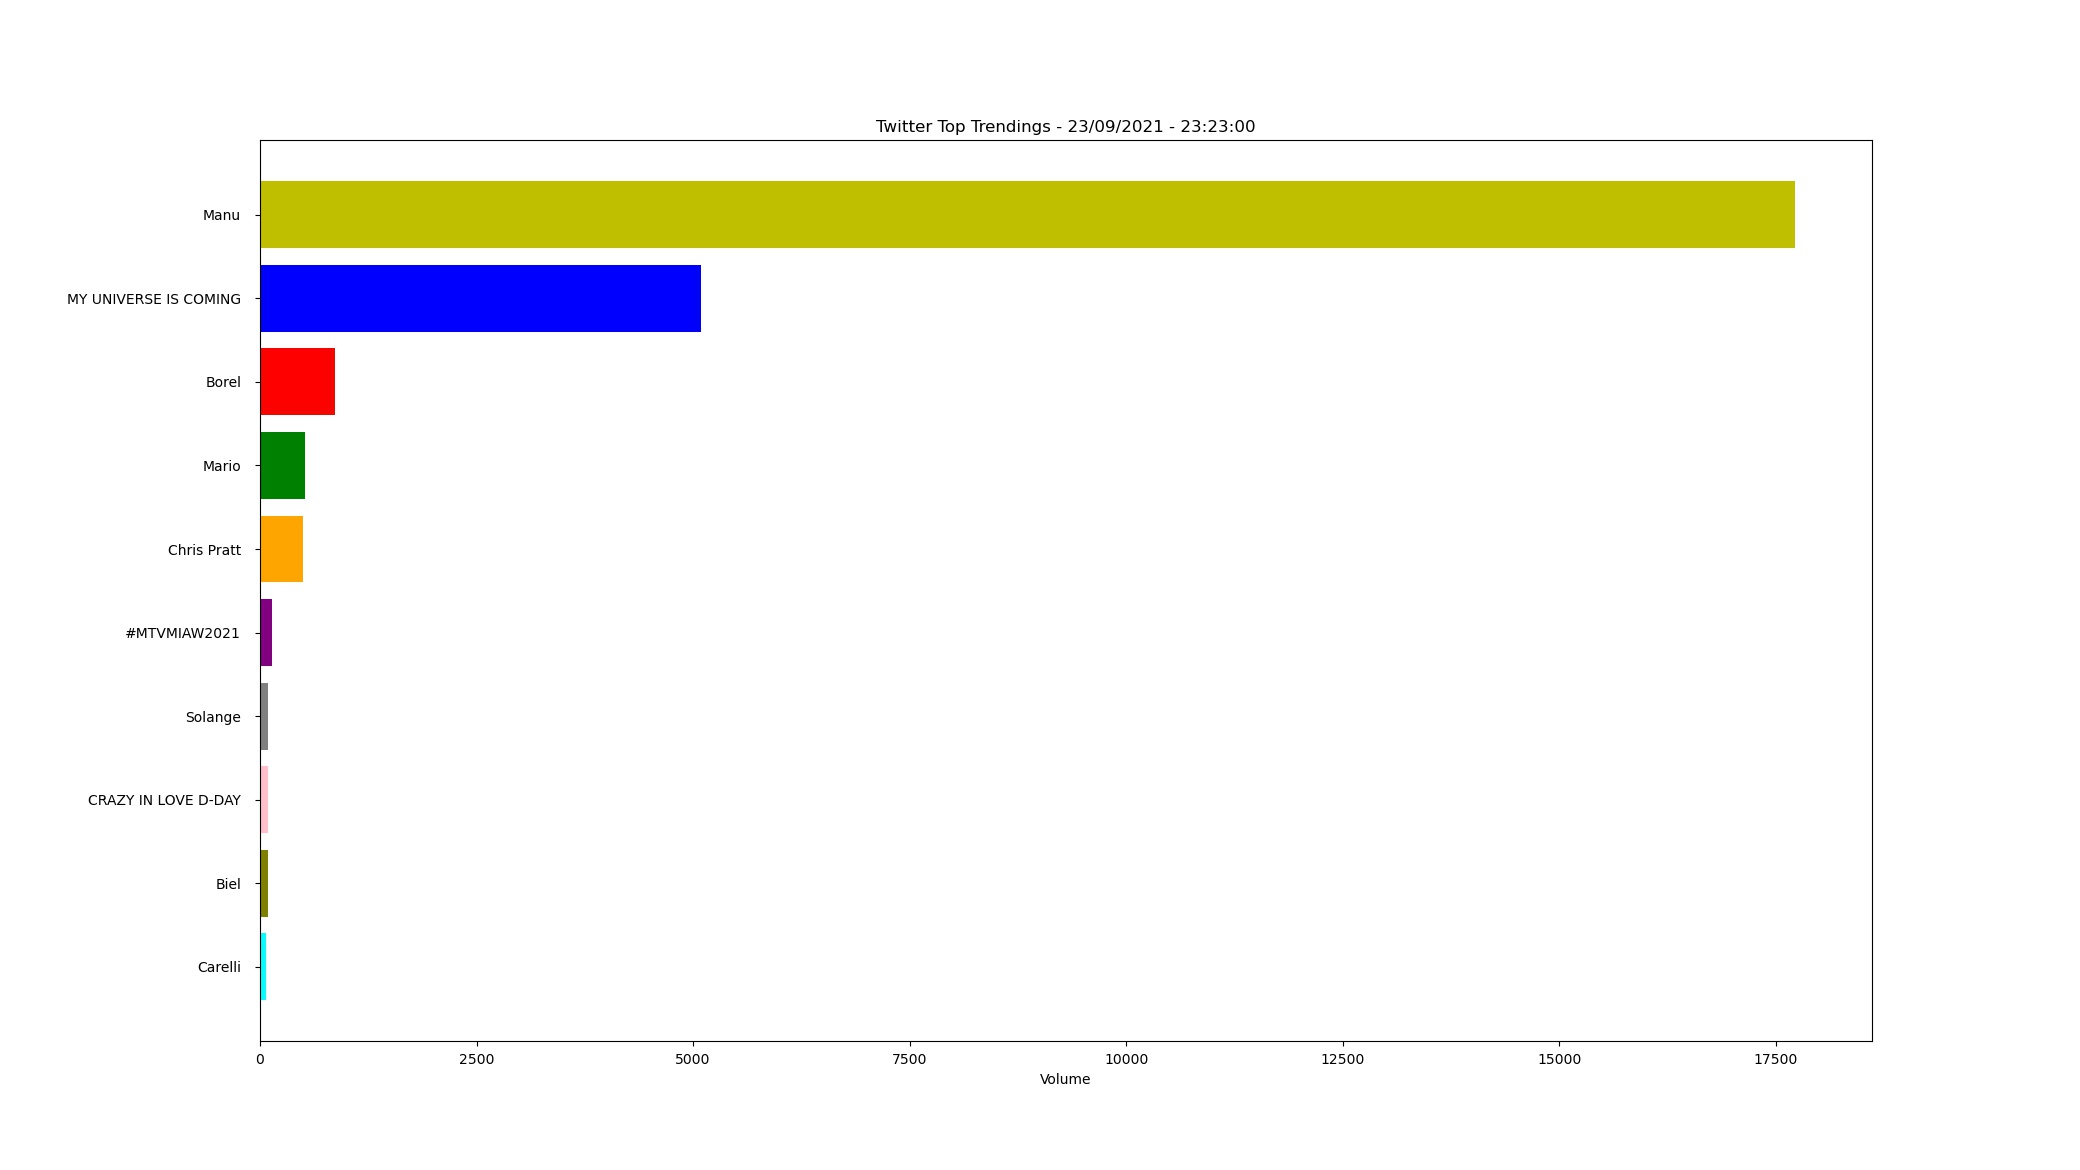 Twitter Top Trendings - 23/09/2021 - 23:23:00
Manu
MY UNIVERSE IS COMING
Borel
Mario
Chris Pratt
#MTVMIAW2021
Solange
CRAZY IN LOVE D-DAY
Biel
Carelli
0 2500 5000 7500 10000 12500 15000 17500
Volume